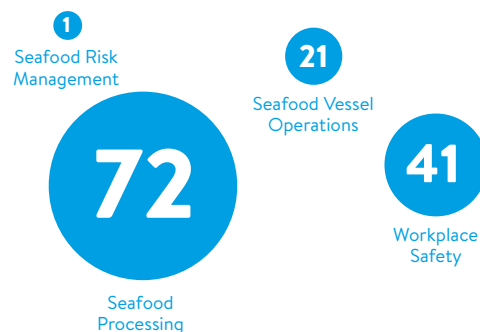 1
Seafood Risk
Management
21
Seafood Vessel
Operations
72
Seafood
Processing
41
Workplace
Safety